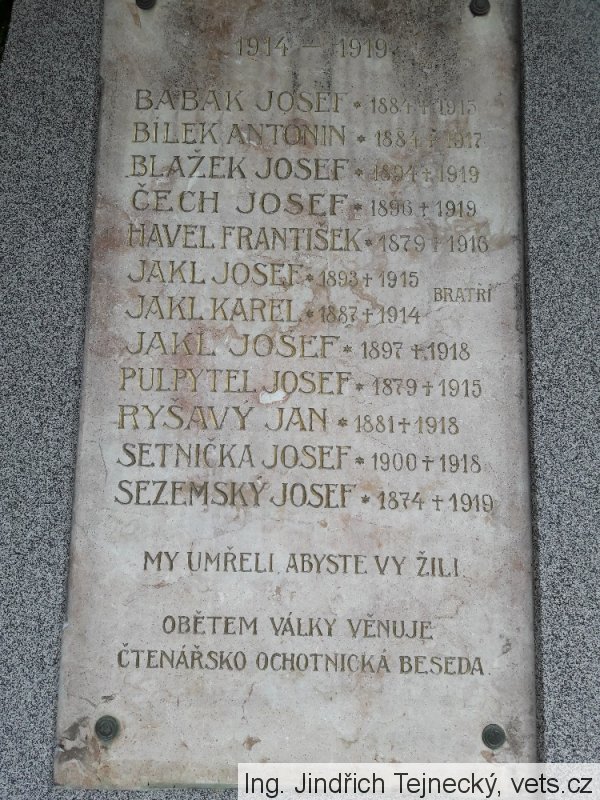 1914 – 1919
BABÁK JOSEF * 1884 † 1915
BÍLEK ANTONÍN * 1884 † 1917
BLAŽEK JOSEF * 1894 † 1919
ČECH JOSEF * 1896 † 1919
HAVEL FRANTIŠEK * 1879 † 1916
JAKL JOSEF * 1893 † 1915
BRATŘÍ
JAKL KAREL * 1887 † 1914
JAKL JOSEF * 1897 † 1918
PULPYTEL JOSEF * 1879 † 1915
RYŠAVÝ JAN * 1881 † 1918
SETNIČKA JOSEF * 1900 † 1918
SEZEMSKÝ JOSEF * 1874 † 1919
MY UMŘELI, ABYSTE VY ŽILI.
OBĚTEM VÁLKY VĚNUJE
ČTENÁŘSKO OCHOTNICKÁ BESEDA.
Ing. Jindřich Tejnecký, vets.cz